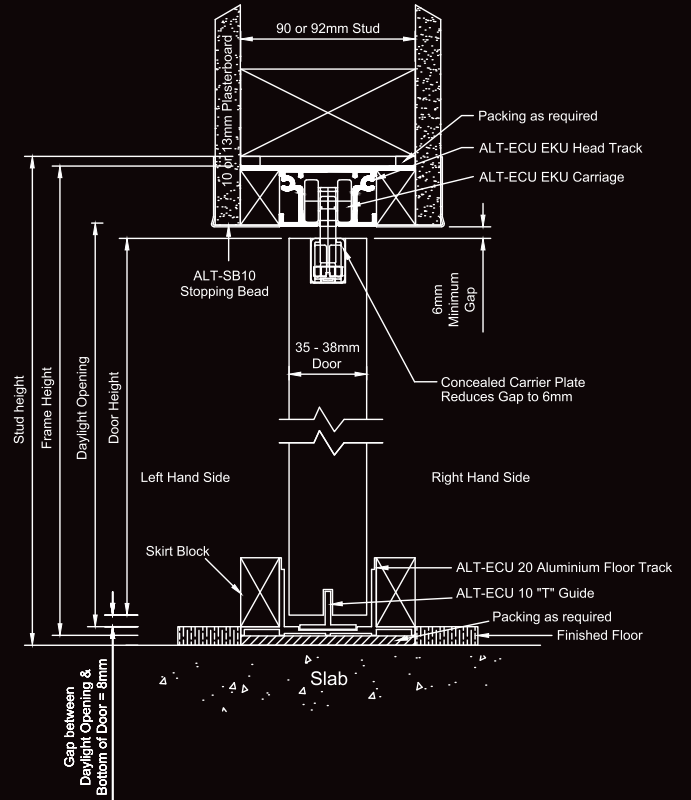 90 or 92mm Stud
10 or 13mm Plasterboard
Packing as required
ALT-ECU EKU Head Track
ALT-ECU EKU Carriage
ALT-SB10
Stopping Bead
6mm
Minimum
Gap
35 - 38mm
Door
Concealed Carrier Plate
Reduces Gap to 6mm
Stud height
Frame Height
Daylight Opening
Door Height
Left Hand Side
Right Hand Side
Skirt Block
ALT-ECU 20 Aluminium Floor Track
ALT-ECU 10 "T" Guide
Packing as required
Finished Floor
Slab
Gap between
Daylight Opening &
Bottom of Door = 8mm